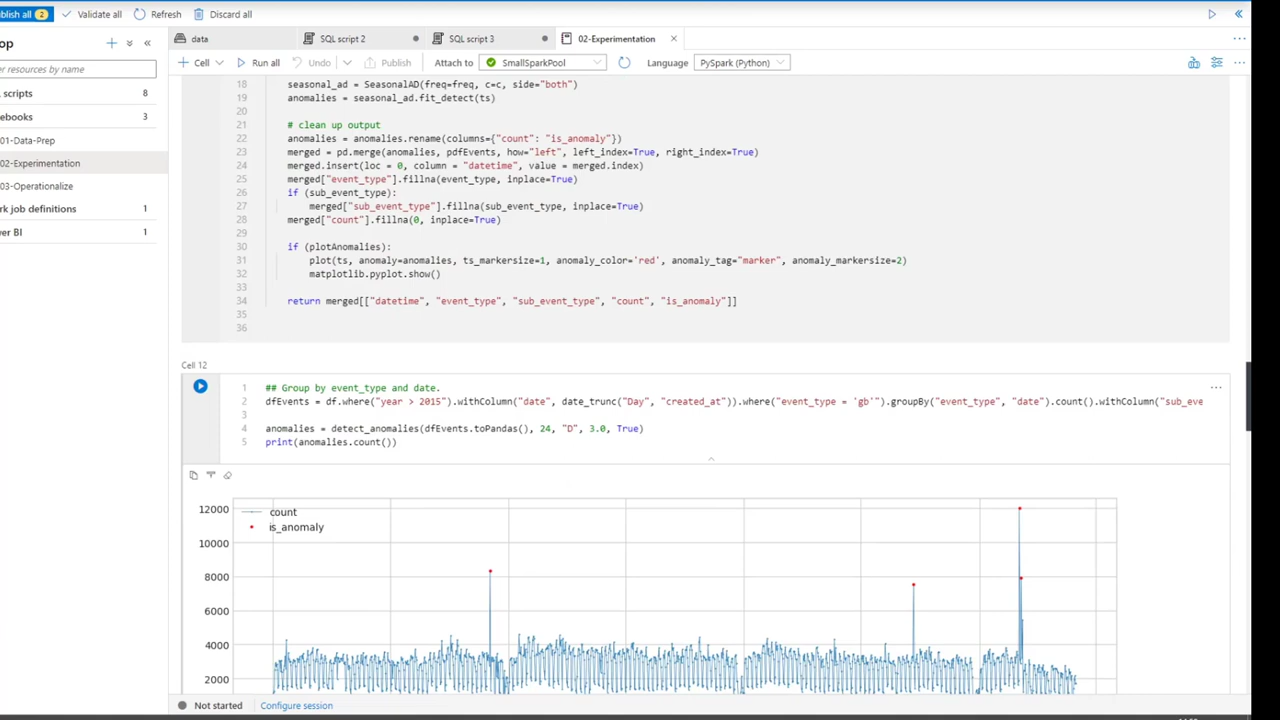 blish all 2 Validate all Refresh Discard all
op
data SQL script 2 SQL script 3 02-Experimentation
ter resources by name
Cell Run all Undo Publish Attach to SmallSparkPool Language PySpark (Python)
scripts 8
ebooks 3
01-Data-Prep
02-Experimentation
03-Operationalize
rk job definitions 1
er BI 1
18 seasonal_ad = SeasonalAD(freq=freq, c=c, side="both")
19 anomalies = seasonal_ad.fit_detect(ts)
20
21 # clean up output
22 anomalies = anomalies.rename(columns={"count": "is_anomaly"})
23 merged = pd.merge(anomalies, pdfEvents, how="left", left_index=True, right_index=True)
24 merged.insert(loc = 0, column = "datetime", value = merged.index)
25 merged["event_type"].fillna(event_type, inplace=True)
26 if (sub_event_type):
27 merged["sub_event_type"].fillna(sub_event_type, inplace=True)
28 merged["count"].fillna(0, inplace=True)
29
30 if (plotAnomalies):
31 plot(ts, anomaly=anomalies, ts_markersize=1, anomaly_color='red', anomaly_tag="marker", anomaly_markersize=2)
32 matplotlib.pyplot.show()
33
34 return merged[["datetime", "event_type", "sub_event_type", "count", "is_anomaly"]]
35
36
Cell 12
1 ## Group by event_type and date.
2 dfEvents = df.where("year > 2015").withColumn("date", date_trunc("Day", "created_at")).where("event_type = 'gb'").groupBy("event_type", "date").count().withColumn("sub_eve
3
4 anomalies = detect_anomalies(dfEvents.toPandas(), 24, "D", 3.0, True)
5 print(anomalies.count())
12000
count
is_anomaly
10000
8000
6000
4000
2000
Not started Configure session